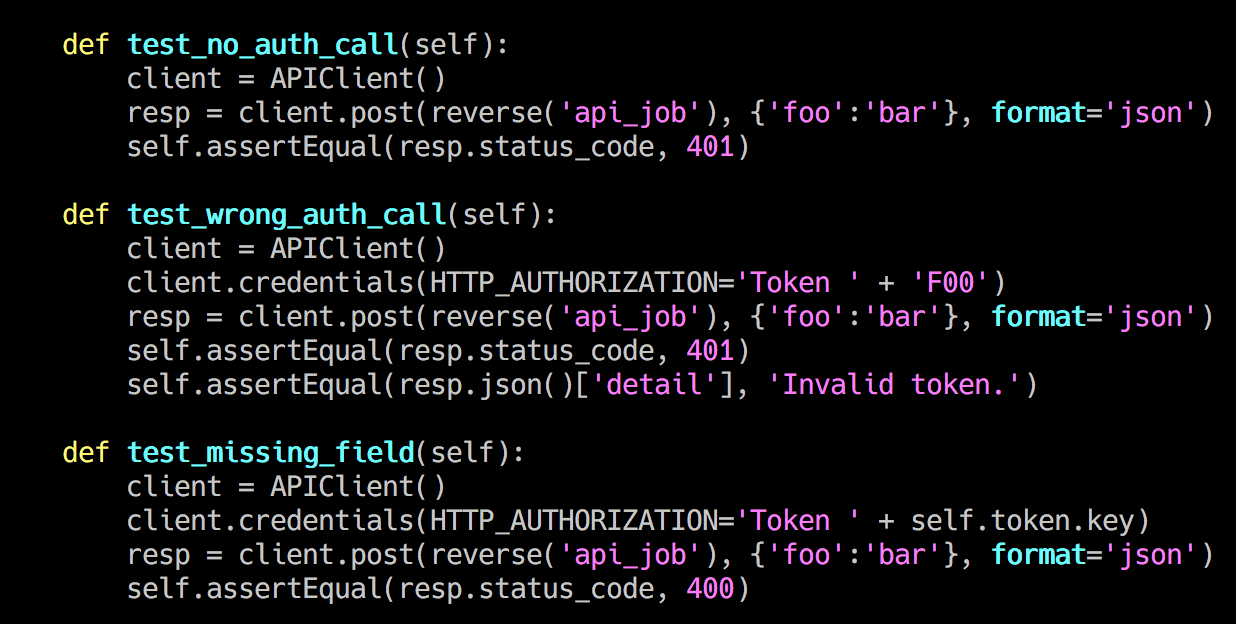 def test_no_auth_call(self):
    client = APIClient()
    resp = client.post(reverse('api_job'), {'foo':'bar'}, format='json')
    self.assertEqual(resp.status_code, 401)

def test_wrong_auth_call(self):
    client = APIClient()
    client.credentials(HTTP_AUTHORIZATION='Token ' + 'F00')
    resp = client.post(reverse('api_job'), {'foo':'bar'}, format='json')
    self.assertEqual(resp.status_code, 401)
    self.assertEqual(resp.json()['detail'], 'Invalid token.')

def test_missing_field(self):
    client = APIClient()
    client.credentials(HTTP_AUTHORIZATION='Token ' + self.token.key)
    resp = client.post(reverse('api_job'), {'foo':'bar'}, format='json')
    self.assertEqual(resp.status_code, 400)